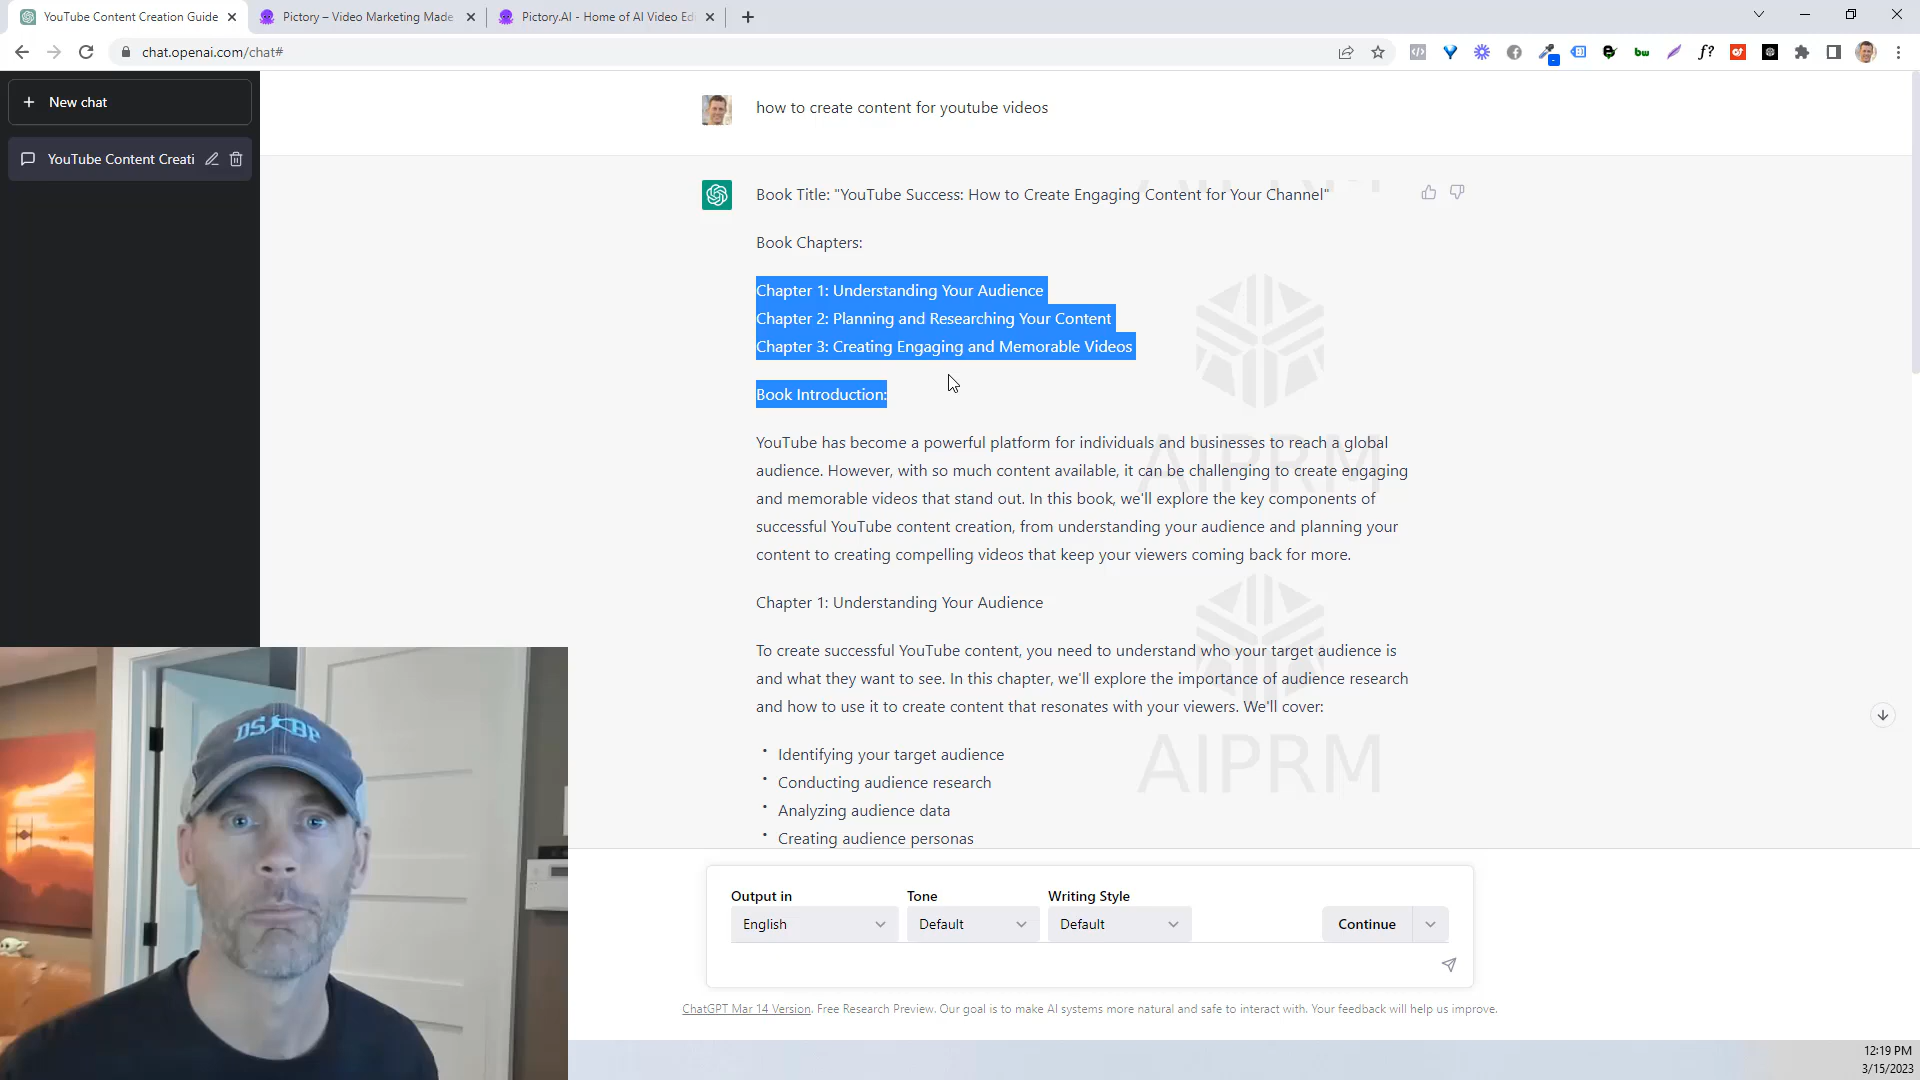 YouTube Content Creation Guide
Pictory – Video Marketing Made
Pictory.AI - Home of AI Video Edi
chat.openai.com/chat#
bw
f?
New chat
YouTube Content Creati
how to create content for youtube videos
Book Title: "YouTube Success: How to Create Engaging Content for Your Channel"
Book Chapters:
Chapter 1: Understanding Your Audience
Chapter 2: Planning and Researching Your Content
Chapter 3: Creating Engaging and Memorable Videos
Book Introduction:
YouTube has become a powerful platform for individuals and businesses to reach a global
audience. However, with so much content available, it can be challenging to create engaging
and memorable videos that stand out. In this book, we'll explore the key components of
successful YouTube content creation, from understanding your audience and planning your
content to creating compelling videos that keep your viewers coming back for more.
AIPRM
Chapter 1: Understanding Your Audience
To create successful YouTube content, you need to understand who your target audience is
and what they want to see. In this chapter, we'll explore the importance of audience research
and how to use it to create content that resonates with your viewers. We'll cover:
Identifying your target audience
Conducting audience research
Analyzing audience data
Creating audience personas
AIPRM
DS BP
Output in
Tone
Writing Style
English
Default
Default
Continue
ChatGPT Mar 14 Version. Free Research Preview. Our goal is to make AI systems more natural and safe to interact with. Your feedback will help us improve.
12:19 PM
3/15/2023